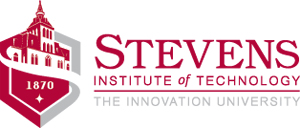 1870
STEVENS
INSTITUTE of TECHNOLOGY
THE INNOVATION UNIVERSITY